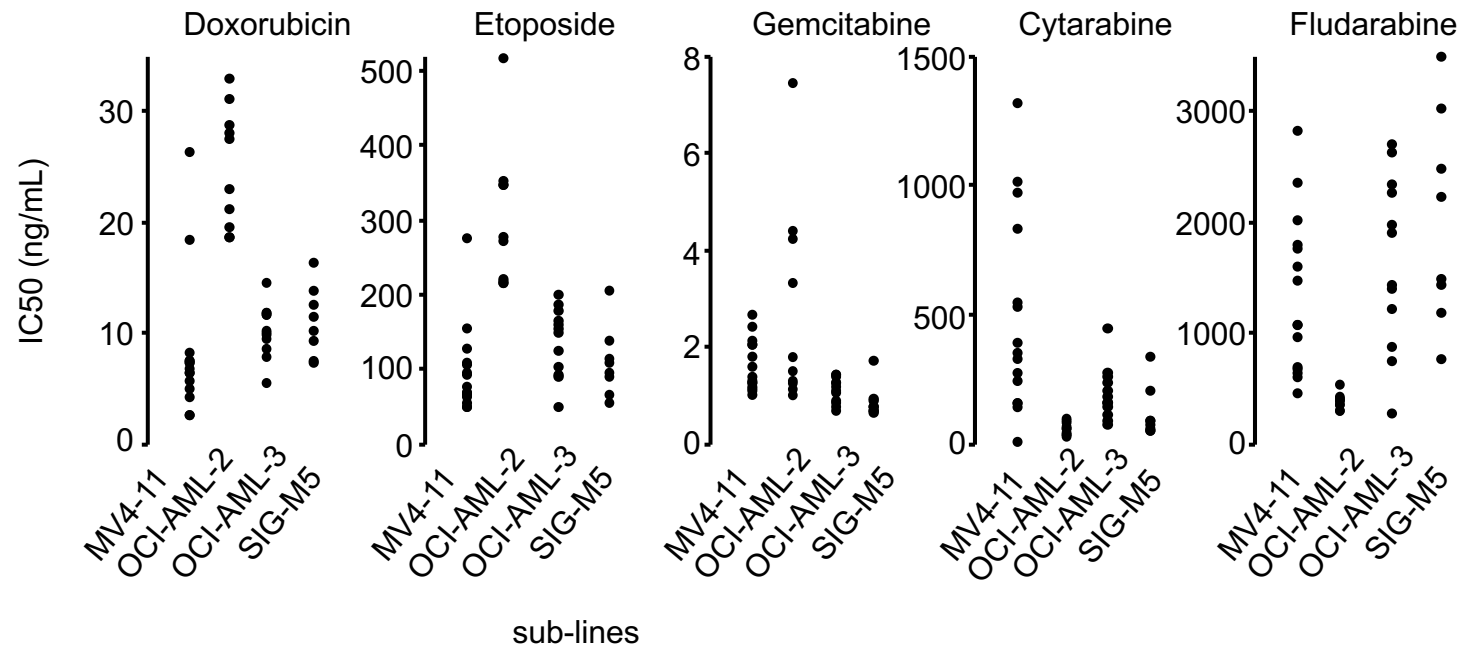 Doxorubicin
Etoposide
Gemcitabine
Cytarabine
Fludarabine
IC50 (ng/mL)
30
20
10
0
MV4-11
OCI-AML-2
OCI-AML-3
SIG-M5
500
400
300
200
100
0
MV4-11
OCI-AML-2
OCI-AML-3
SIG-M5
8
6
4
2
0
MV4-11
OCI-AML-2
OCI-AML-3
SIG-M5
1500
1000
500
0
MV4-11
OCI-AML-2
OCI-AML-3
SIG-M5
3000
2000
1000
0
MV4-11
OCI-AML-2
OCI-AML-3
SIG-M5
sub-lines